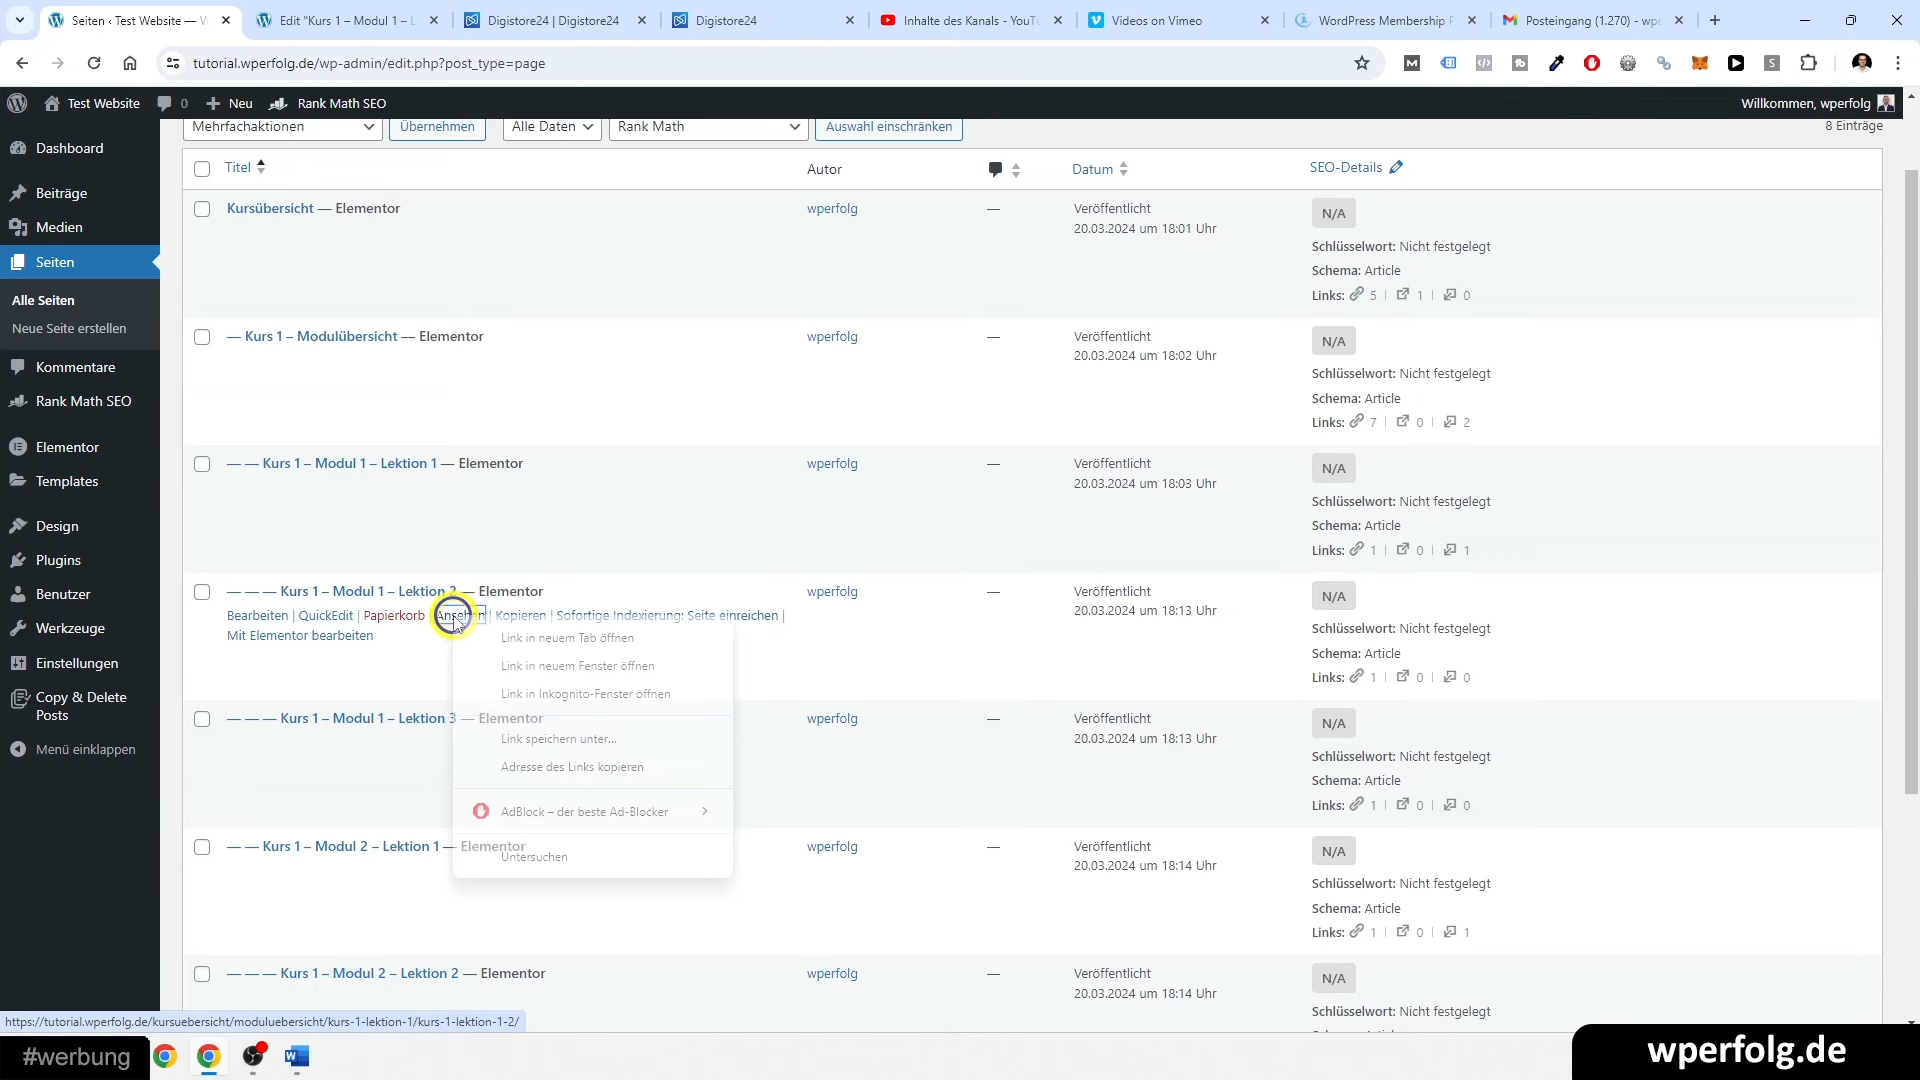 Seiten ‹ Test Website — W
Edit "Kurs 1 – Modul 1 – L
Digistore24 | Digistore24
Digistore24
Inhalte des Kanals - YouTu
Videos on Vimeo
WordPress Membership P
Posteingang (1.270) - wpe
tutorial.wperfolg.de/wp-admin/edit.php?post_type=page
Test Website
0
Neu
Rank Math SEO
Willkommen, wperfolg
Mehrfachaktionen
Übernehmen
Alle Daten
Rank Math
Auswahl einschränken
8 Einträge
Dashboard
Beiträge
Medien
Seiten
Alle Seiten
Neue Seite erstellen
Kommentare
Rank Math SEO
Elementor
Templates
Design
Plugins
Benutzer
Werkzeuge
Einstellungen
Copy & Delete
Posts
Menü einklappen
Titel
Autor
Datum
SEO-Details
Kursübersicht — Elementor
wperfolg
—
Veröffentlicht
20.03.2024 um 18:01 Uhr
N/A
Schlüsselwort: Nicht festgelegt
Schema: Article
Links: 5 | 1 | 0
— Kurs 1 – Modulübersicht — Elementor
wperfolg
—
Veröffentlicht
20.03.2024 um 18:02 Uhr
N/A
Schlüsselwort: Nicht festgelegt
Schema: Article
Links: 7 | 0 | 2
— — Kurs 1 – Modul 1 – Lektion 1 — Elementor
wperfolg
—
Veröffentlicht
20.03.2024 um 18:03 Uhr
N/A
Schlüsselwort: Nicht festgelegt
Schema: Article
Links: 1 | 0 | 1
— — — Kurs 1 – Modul 1 – Lektion 2 — Elementor
Bearbeiten | QuickEdit | Papierkorb | Ansehen | Kopieren | Sofortige Indexierung: Seite einreichen |
Mit Elementor bearbeiten
wperfolg
—
Veröffentlicht
20.03.2024 um 18:13 Uhr
N/A
Schlüsselwort: Nicht festgelegt
Schema: Article
Links: 1 | 0 | 0
Link in neuem Tab öffnen
Link in neuem Fenster öffnen
Link in Inkognito-Fenster öffnen
Link speichern unter...
Adresse des Links kopieren
AdBlock – der beste Ad-Blocker
Untersuchen
— — — Kurs 1 – Modul 1 – Lektion 3 — Elementor
wperfolg
—
Veröffentlicht
20.03.2024 um 18:13 Uhr
N/A
Schlüsselwort: Nicht festgelegt
Schema: Article
Links: 1 | 0 | 0
— — Kurs 1 – Modul 2 – Lektion 1 — Elementor
wperfolg
—
Veröffentlicht
20.03.2024 um 18:14 Uhr
N/A
Schlüsselwort: Nicht festgelegt
Schema: Article
Links: 1 | 0 | 1
— — — Kurs 1 – Modul 2 – Lektion 2 — Elementor
wperfolg
—
Veröffentlicht
20.03.2024 um 18:14 Uhr
N/A
Schlüsselwort: Nicht festgelegt
https://tutorial.wperfolg.de/kursuebersicht/moduluebersicht/kurs-1-lektion-1/kurs-1-lektion-1-2/
#werbung
wperfolg.de